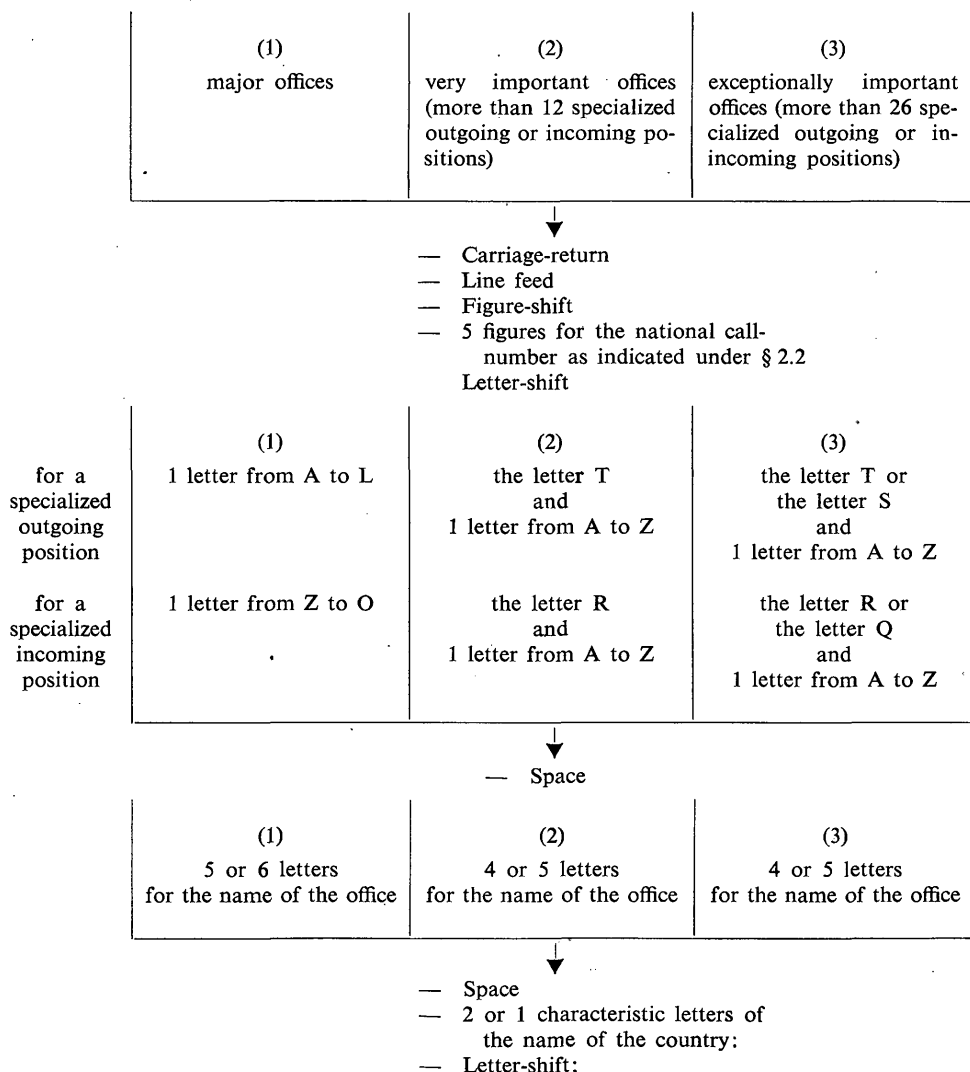 (1)
major offices
(2)
very important offices
(more than 12 specialized
outgoing or incoming po-
sitions)
(3)
exceptionally important
offices (more than 26 spe-
cialized outgoing or in-
incoming positions)
— Carriage-return
— Line feed
— Figure-shift
— 5 figures for the national call-
number as indicated under § 2.2
Letter-shift
(1)
(2)
(3)
for a
specialized
outgoing
position
1 letter from A to L
the letter T
and
1 letter from A to Z
the letter T or
the letter S
and
1 letter from A to Z
for a
specialized
incoming
position
1 letter from Z to O
the letter R
and
1 letter from A to Z
the letter R or
the letter Q
and
1 letter from A to Z
— Space
(1)
5 or 6 letters
for the name of the office
(2)
4 or 5 letters
for the name of the office
(3)
4 or 5 letters
for the name of the office
— Space
— 2 or 1 characteristic letters of
the name of the country;
— Letter-shift;